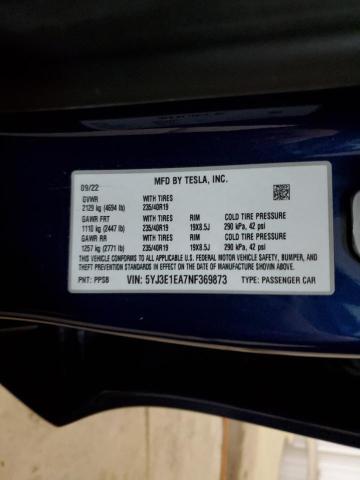 MFD BY TESLA, INC.
09/22
GVWR WITH TIRES
2129 kg (4694 lb) 235/40R19
GAWR FRT WITH TIRES RIM COLD TIRE PRESSURE
1110 kg (2447 lb) 235/40R19 19X8.5J 290 kPa, 42 psi
GAWR RR WITH TIRES RIM COLD TIRE PRESSURE
1257 kg (2771 lb) 235/40R19 19X8.5J 290 kPa, 42 psi
THIS VEHICLE CONFORMS TO ALL APPLICABLE U.S. FEDERAL MOTOR VEHICLE SAFETY, BUMPER, AND
THEFT PREVENTION STANDARDS IN EFFECT ON THE DATE OF MANUFACTURE SHOWN ABOVE.
PNT: PPSB VIN: 5YJ3E1EA7NF369873 TYPE: PASSENGER CAR